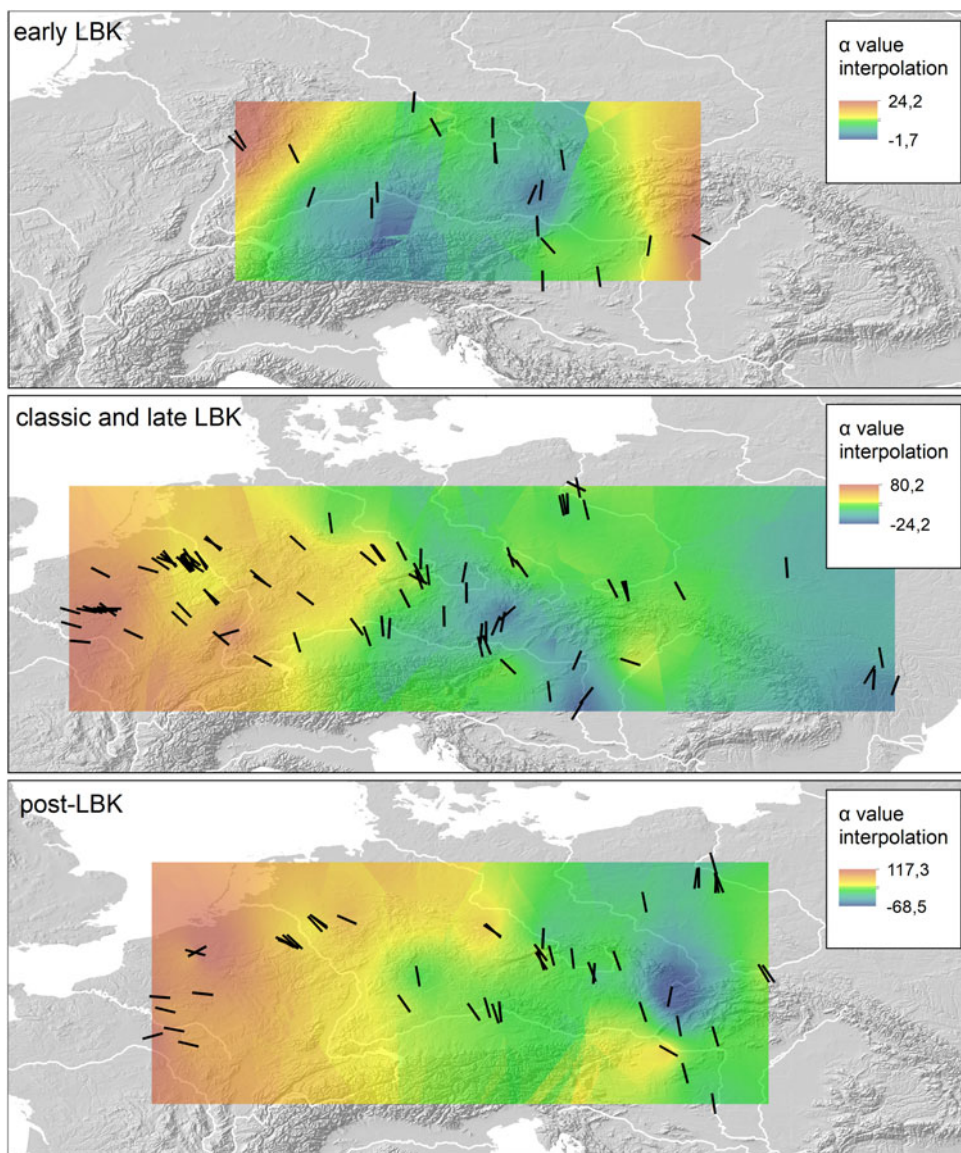 early LBK
α value
interpolation
24,2
-1,7
classic and late LBK
α value
interpolation
80,2
-24,2
post-LBK
α value
interpolation
117,3
-68,5